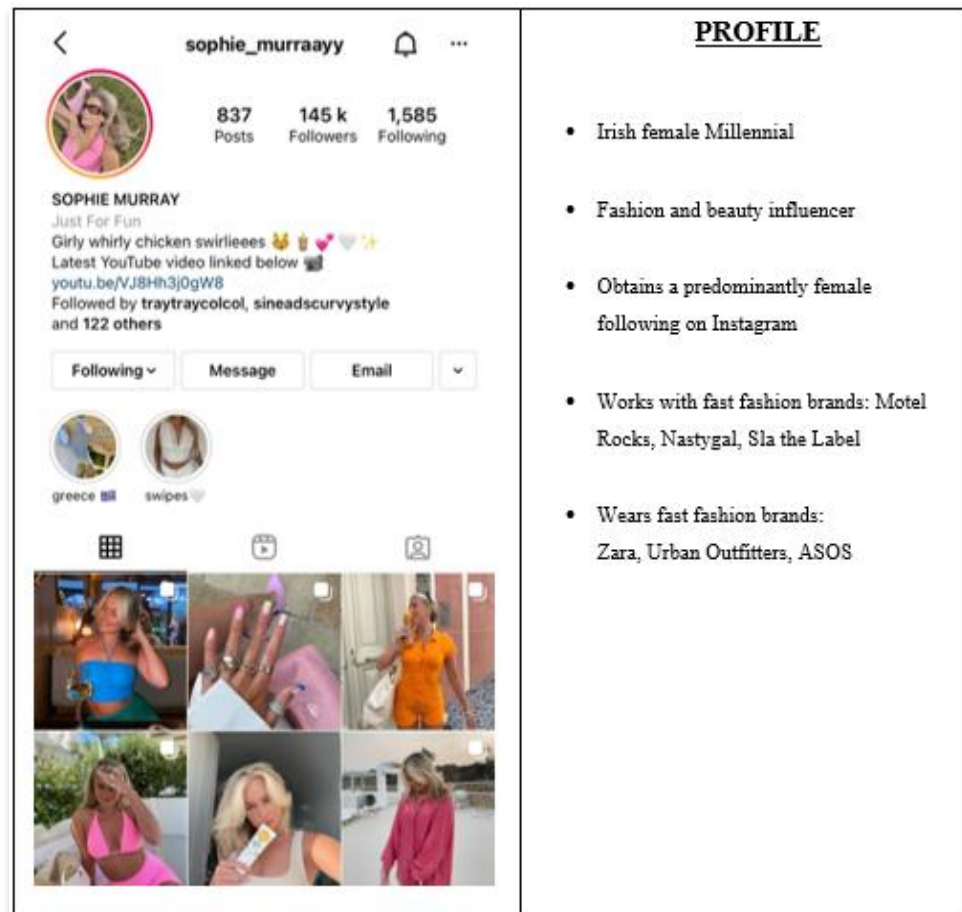 sophie_murraayy
837 145 k 1,585
Posts Followers Following
SOPHIE MURRAY
Just For Fun
Girly whirly chicken swirlieees 😽 🧋 💕 🤍 ✨
Latest YouTube video linked below 📹
youtu.be/VJ8Hh3j0gW8
Followed by traytraycolcol, sineadscurvystyle
and 122 others
Following Message Email
greece 🇬🇷 swipes🤍
PROFILE
• Irish female Millennial
• Fashion and beauty influencer
• Obtains a predominantly female
following on Instagram
• Works with fast fashion brands: Motel
Rocks, Nastygal, Sla the Label
• Wears fast fashion brands:
Zara, Urban Outfitters, ASOS